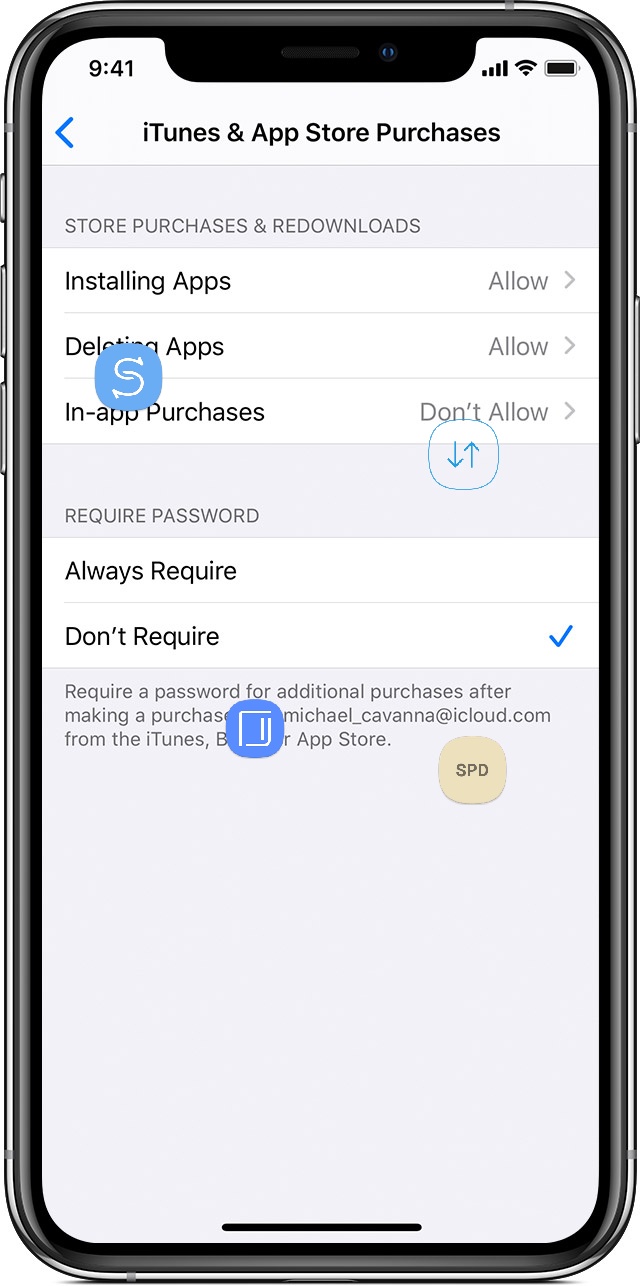 9:41
iTunes & App Store Purchases
STORE PURCHASES & REDOWNLOADS
Installing Apps Allow
Deleting Apps Allow
S
In-app Purchases Don’t Allow
REQUIRE PASSWORD
Always Require
Don’t Require
Require a password for additional purchases after
making a purchase michael_cavanna@icloud.com
from the iTunes, App Store.
SPD